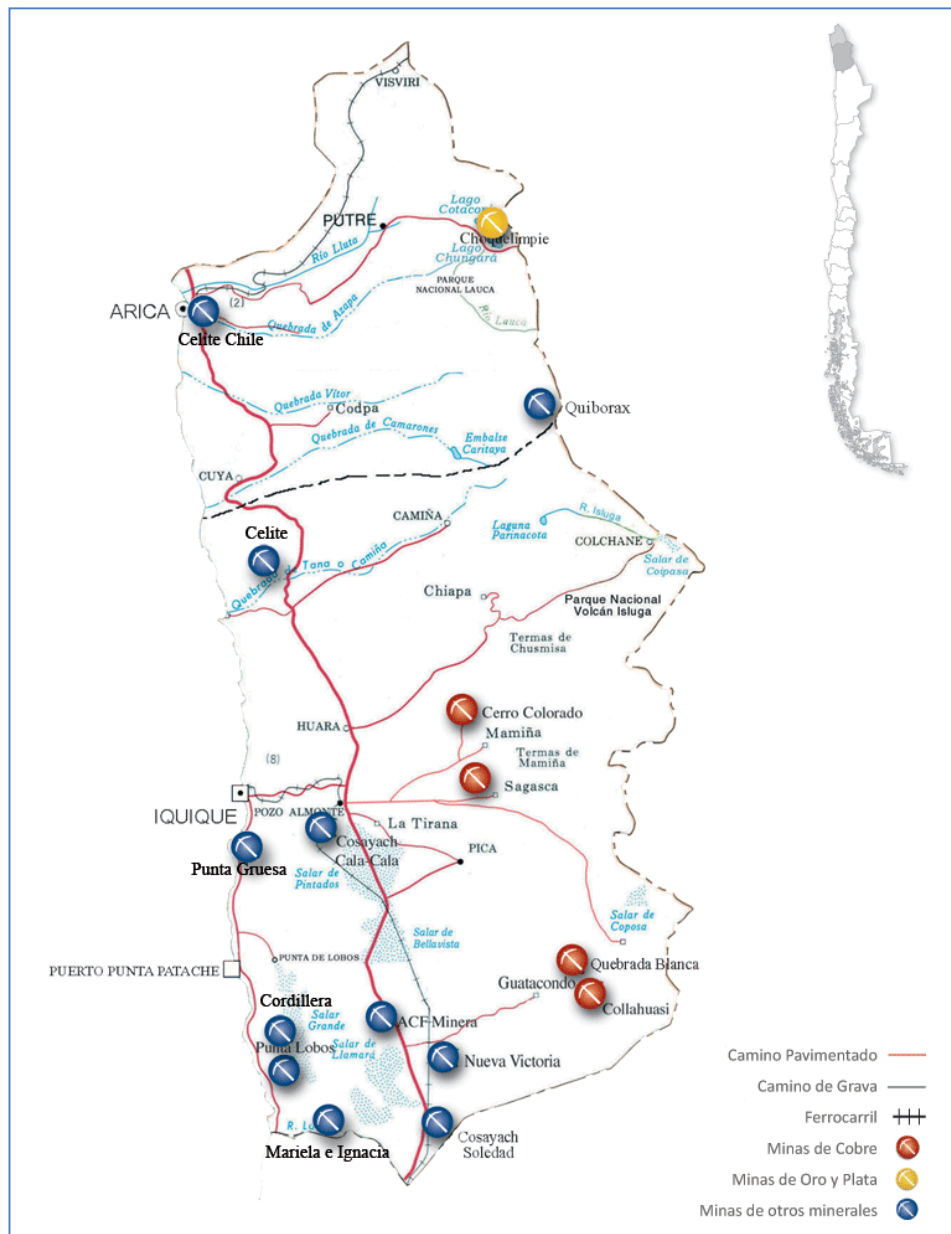 VISVIRI
Lago
PUTRE
Choquelimpie
Río Lluta
Lago
Chungará
PARQUE
NACIONAL LAUCA
ARICA
(2)
Quebrada de Azapa
Río Lauca
Celite Chile
Quebrada Vitor
Codpa
Quiborax
Quebrada de Camarones
Embalse
Caritaya
CUYA
CAMIÑA
R. Isluga
Laguna
Parinacota
Celite
COLCHANE
Salar de
Coipasa
Quebrada de Tana o Camiña
Chiapa
Parque Nacional
Volcán Isluga
Termas de
Chusmisa
Cerro Colorado
HUARA
Mamiña
Termas de
Mamiña
(8)
Sagasca
IQUIQUE
POZO ALMONTE
La Tirana
Cosayach
Cala-Cala
PICA
Punta Gruesa
Salar de
Pintados
Salar de
Coposa
Salar de
Bellavista
PUNTA DE LOBOS
Quebrada Blanca
PUERTO PUNTA PATACHE
Guatacondo
Collahuasi
Cordillera
Salar
Grande
ACF Minera
Punta Lobos
Salar de
Llamará
Nueva Victoria
R.
Cosayach
Soledad
Mariela e Ignacia
Camino Pavimentado
Camino de Grava
Ferrocarril
Minas de Cobre
Minas de Oro y Plata
Minas de otros minerales